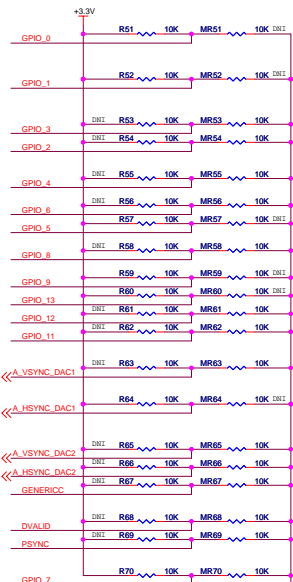 +3.3V
R51 10K MR51 10K DNI
GPIO_0
R52 10K MR52 10K DNI
GPIO_1
DNI R53 10K MR53 10K
GPIO_3
DNI R54 10K MR54 10K
GPIO_2
DNI R55 10K MR55 10K
GPIO_4
DNI R56 10K MR56 10K
GPIO_6
R57 10K MR57 10K DNI
GPIO_5
DNI R58 10K MR58 10K
GPIO_8
R59 10K MR59 10K DNI
GPIO_9
R60 10K MR60 10K DNI
GPIO_13
DNI R61 10K MR61 10K
GPIO_12
DNI R62 10K MR62 10K
GPIO_11
R63 10K MR63 10K DNI
A_VSYNC_DAC1
R64 10K MR64 10K DNI
A_HSYNC_DAC1
DNI R65 10K MR65 10K
A_VSYNC_DAC2
DNI R66 10K MR66 10K
A_HSYNC_DAC2
DNI R67 10K MR67 10K
GENERICC
DNI R68 10K MR68 10K
DVALID
DNI R69 10K MR69 10K
PSYNC
R70 10K MR70 10K
GPIO_7